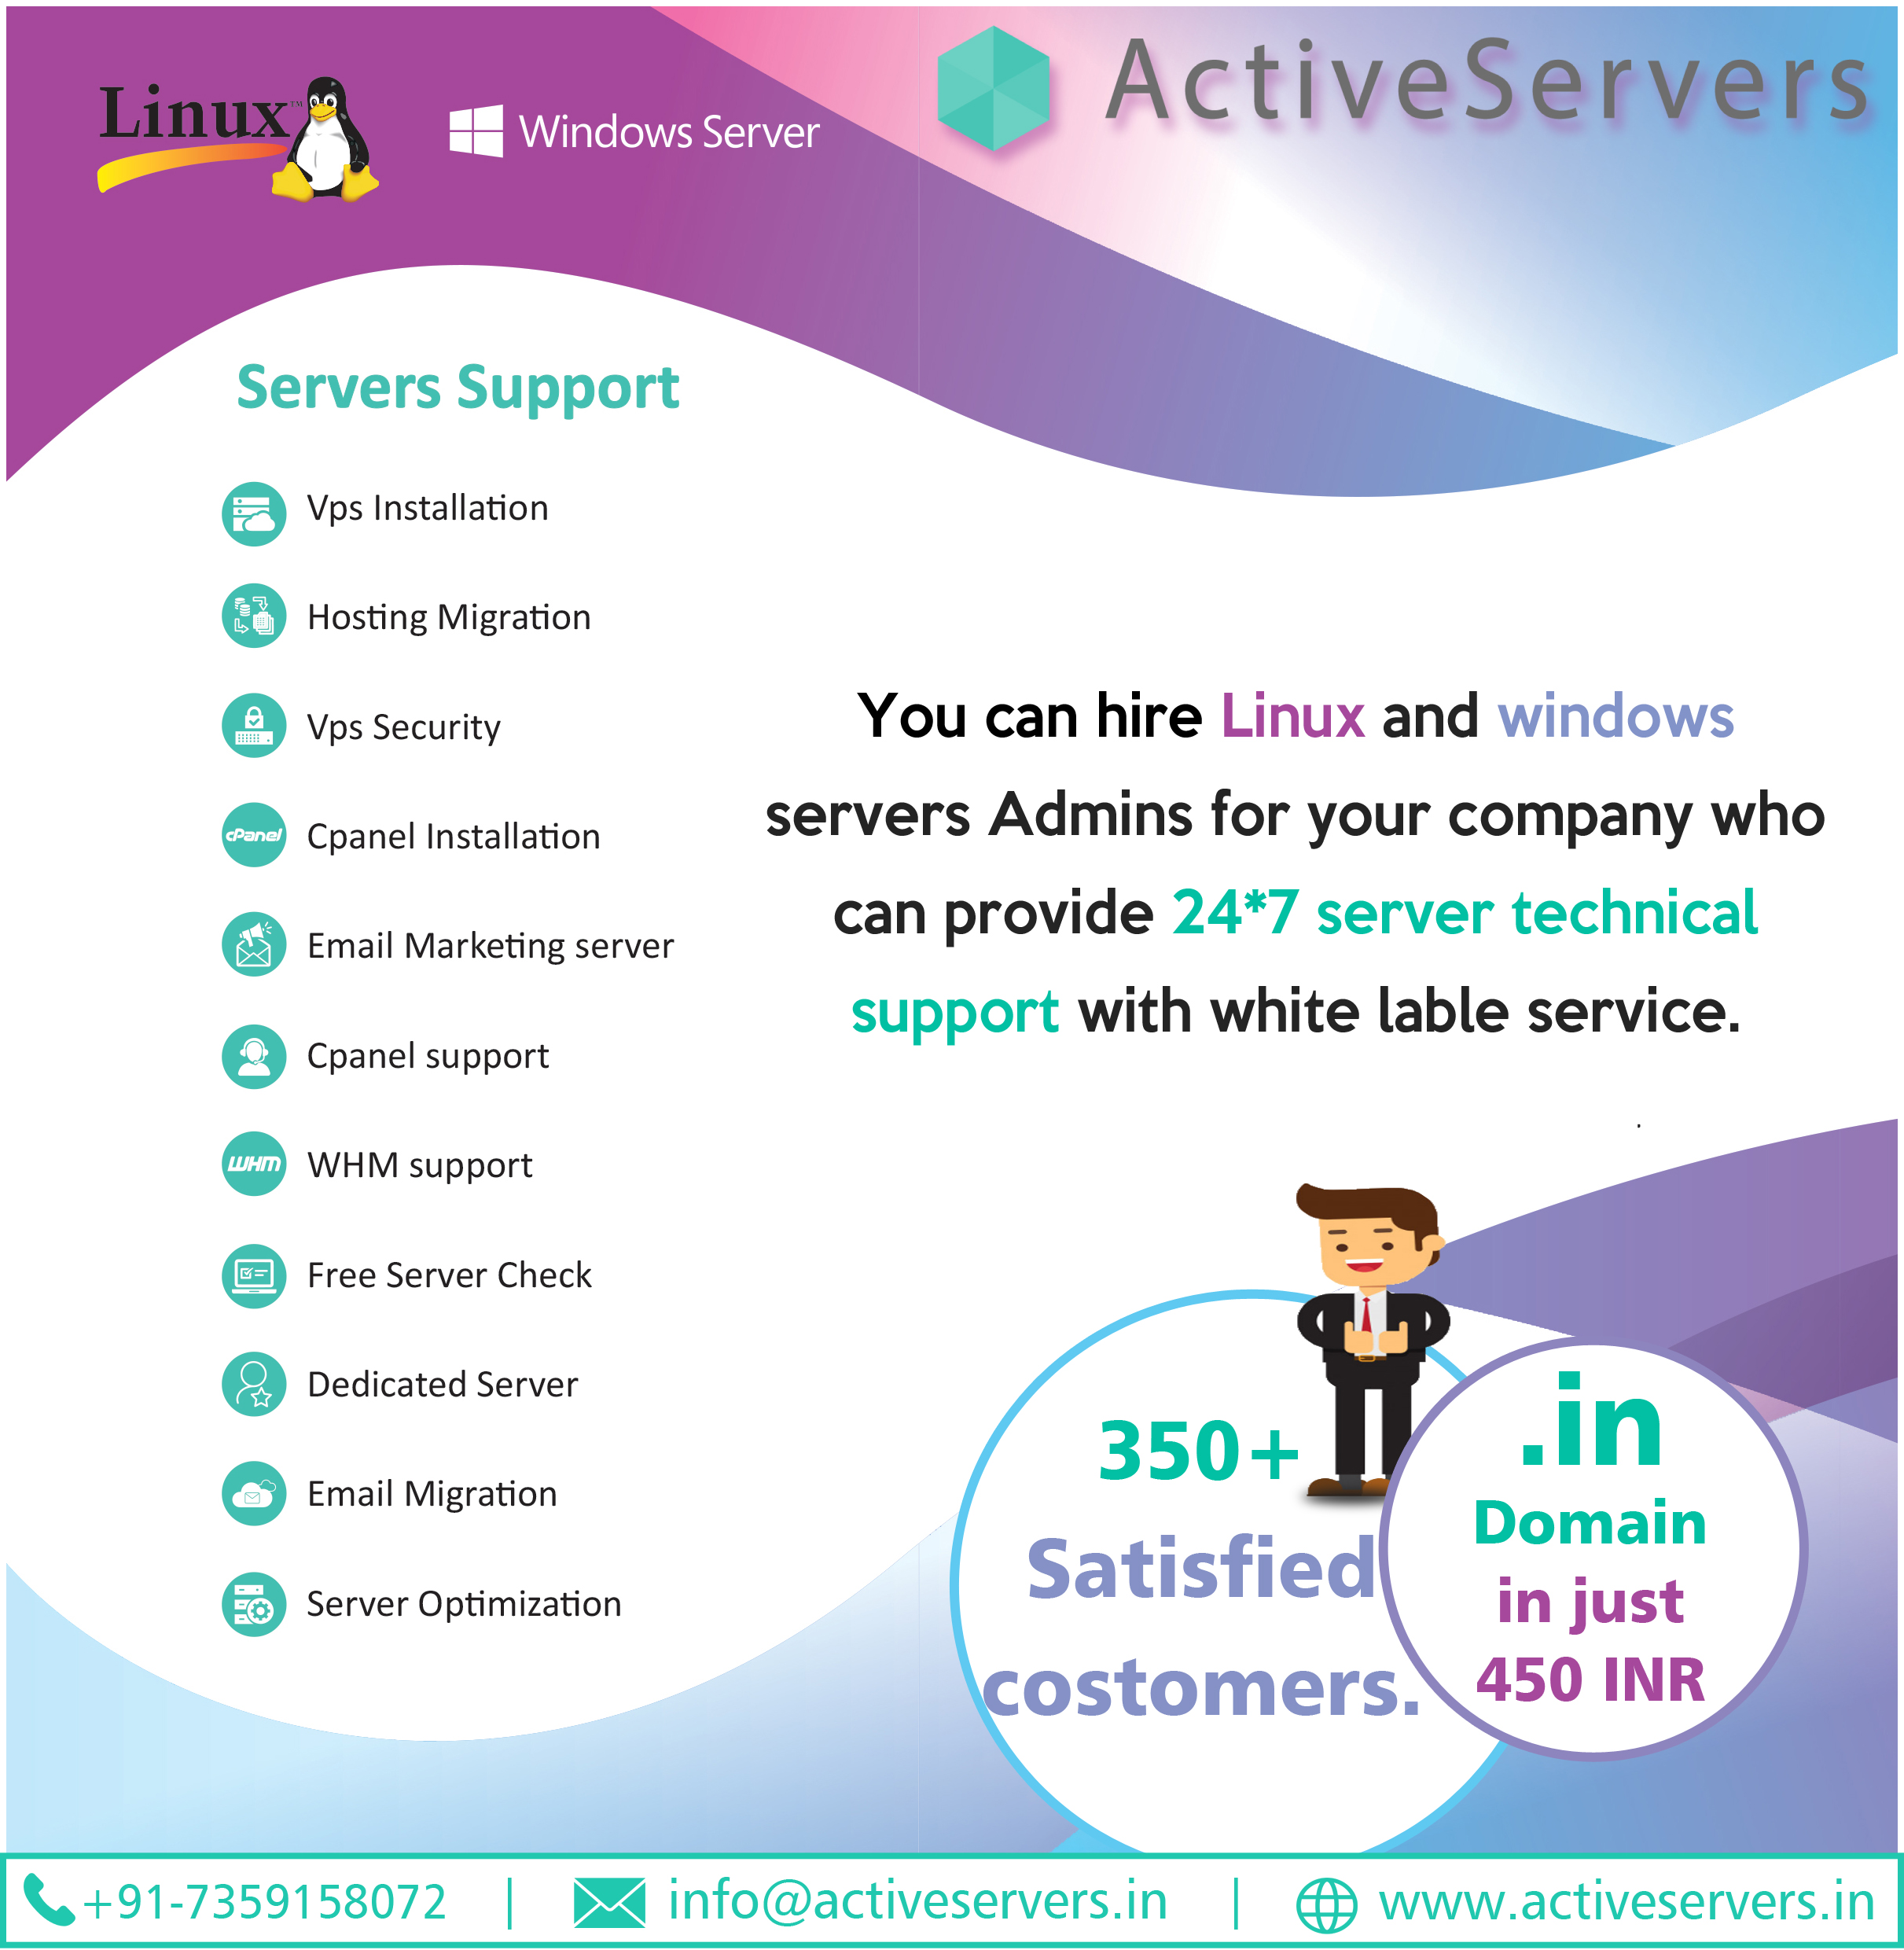 Linux™
Windows Server
ActiveServers
Servers Support
Vps Installation
Hosting Migration
Vps Security
cPanel
Cpanel Installation
Email Marketing server
Cpanel support
WHM
WHM support
Free Server Check
Dedicated Server
Email Migration
Server Optimization
You can hire Linux and windows
servers Admins for your company who
can provide 24*7 server technical
support with white lable service.
350+
Satisfied
costomers.
.in
Domain
in just
450 INR
+91-7359158072
info@activeservers.in
www.activeservers.in